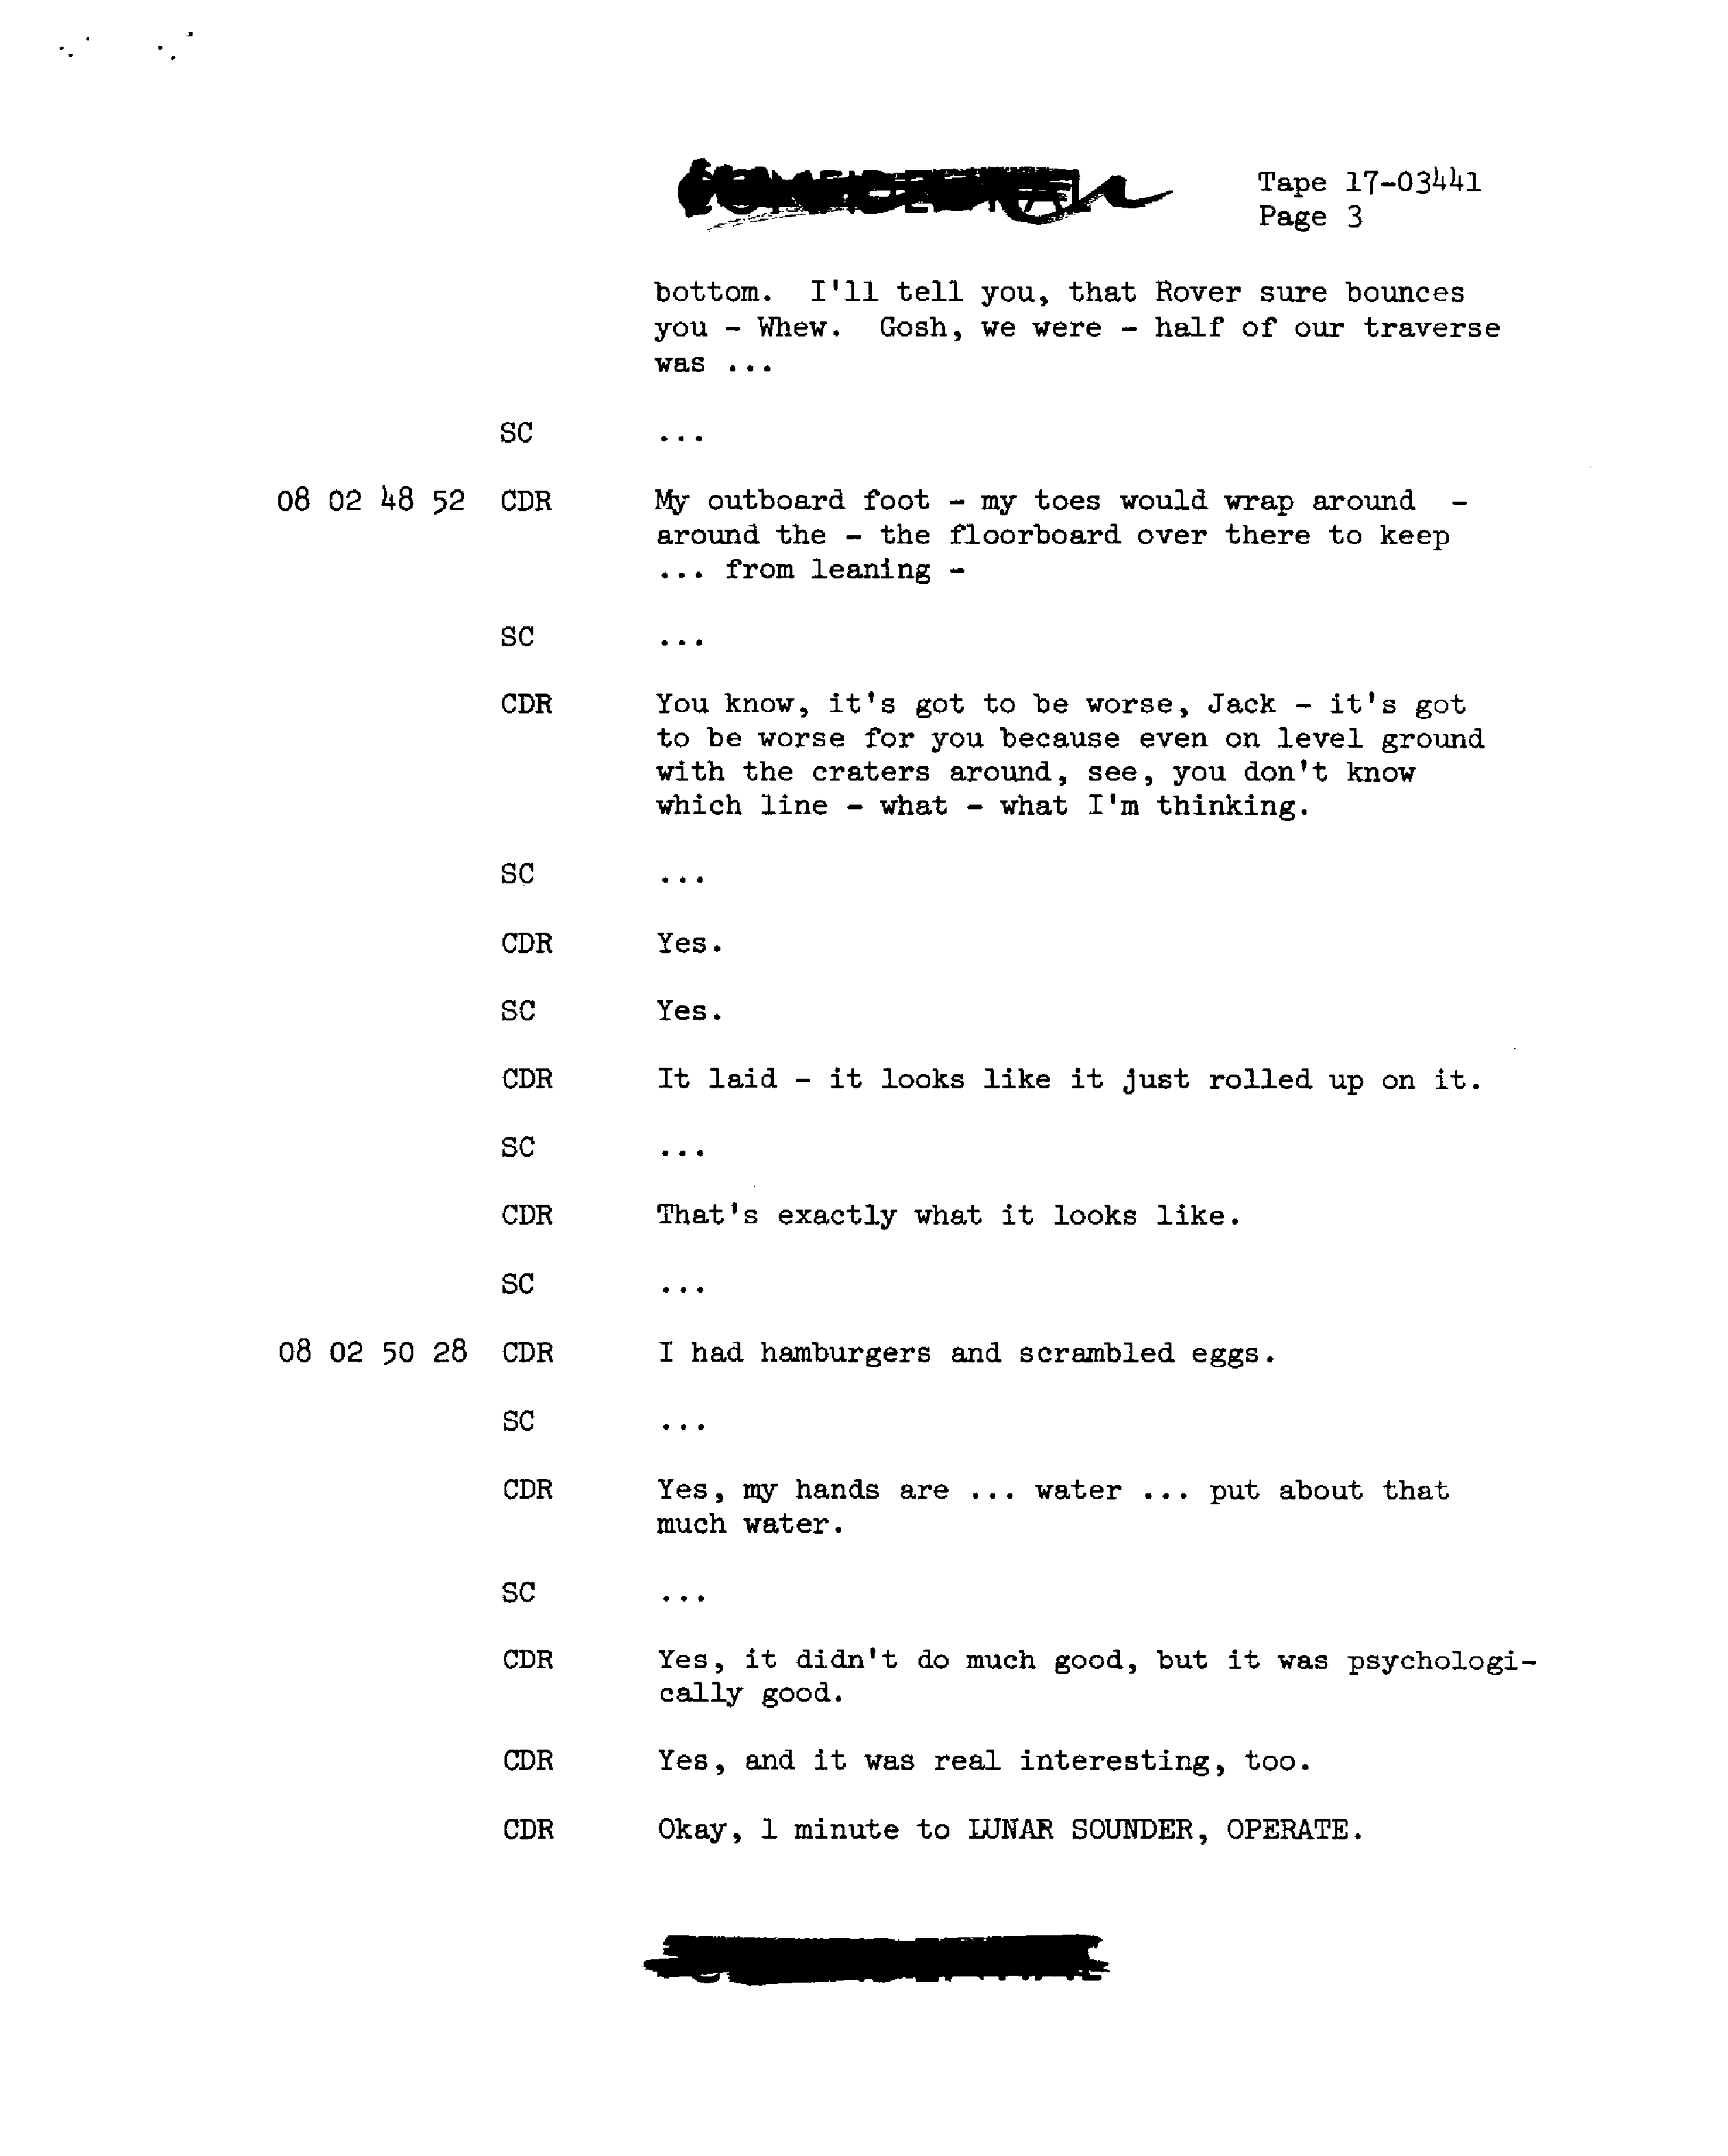 Tape 17-03441
Page 3
bottom. I'll tell you, that Rover sure bounces
you - Whew. Gosh, we were - half of our traverse
was ...
SC ...
08 02 48 52 CDR My outboard foot - my toes would wrap around -
around the - the floorboard over there to keep
... from leaning -
SC ...
CDR You know, it's got to be worse, Jack - it's got
to be worse for you because even on level ground
with the craters around, see, you don't know
which line - what - what I'm thinking.
SC ...
CDR Yes.
SC Yes.
CDR It laid - it looks like it just rolled up on it.
SC ...
CDR That's exactly what it looks like.
SC ...
08 02 50 28 CDR I had hamburgers and scrambled eggs.
SC ...
CDR Yes, my hands are ... water ... put about that
much water.
SC ...
CDR Yes, it didn't do much good, but it was psychologi-
cally good.
CDR Yes, and it was real interesting, too.
CDR Okay, 1 minute to LUNAR SOUNDER, OPERATE.